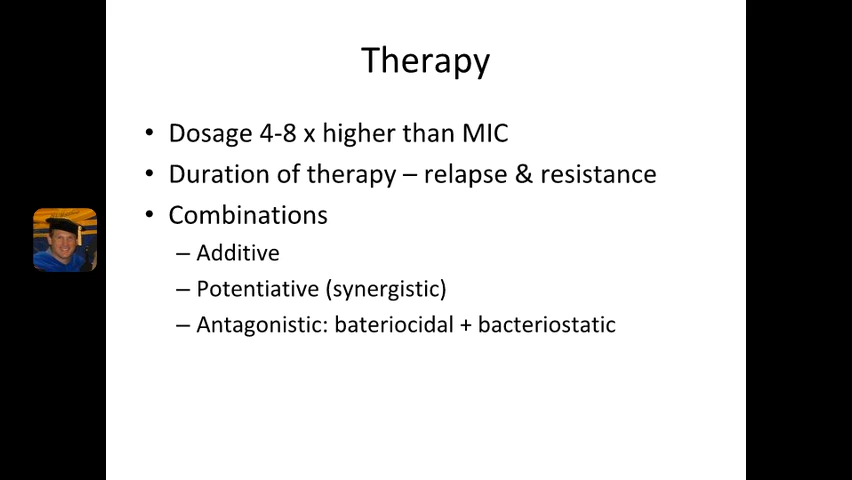 Therapy
• Dosage 4-8 x higher than MIC
• Duration of therapy – relapse & resistance
• Combinations
– Additive
– Potentiative (synergistic)
– Antagonistic: bateriocidal + bacteriostatic